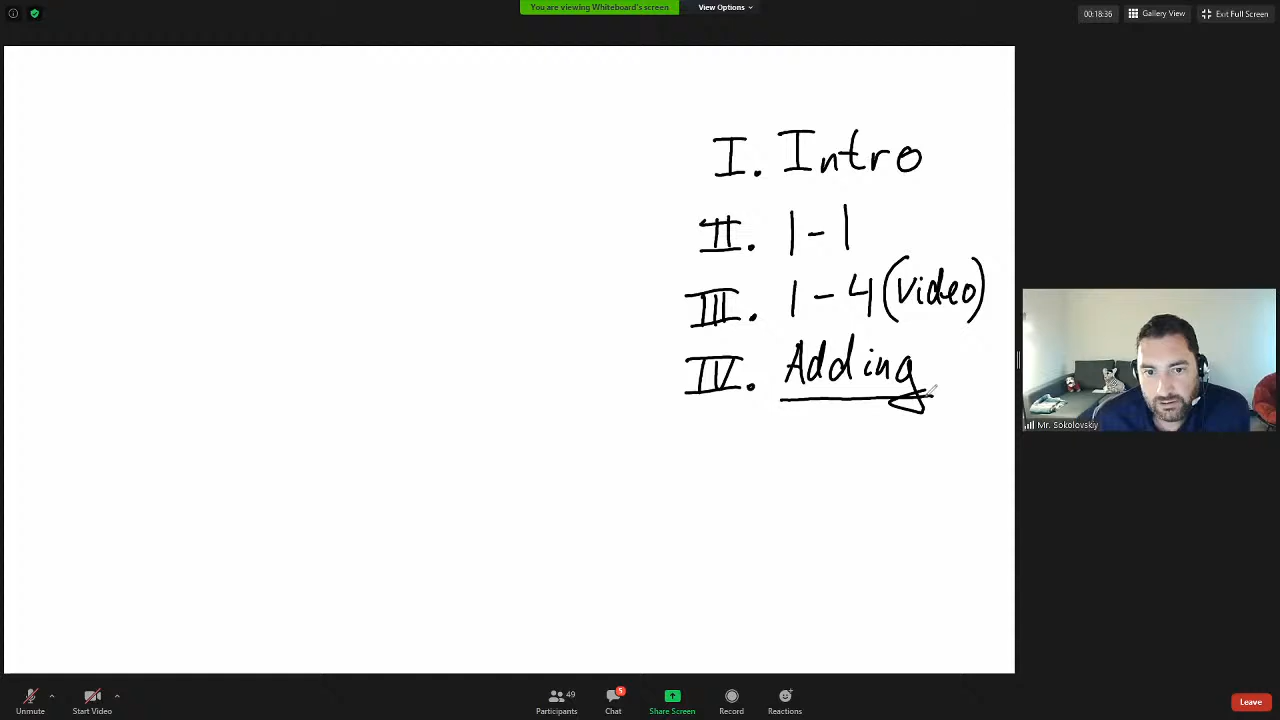 You are viewing Whiteboard's screen View Options
00:18:36 Gallery View Exit Full Screen
I. Intro
II. 1-1
III. 1-4 (video)
IV. Adding
Mr. Sokolovskiy
Unmute Start Video 49 Participants 5 Chat Share Screen Record Reactions Leave